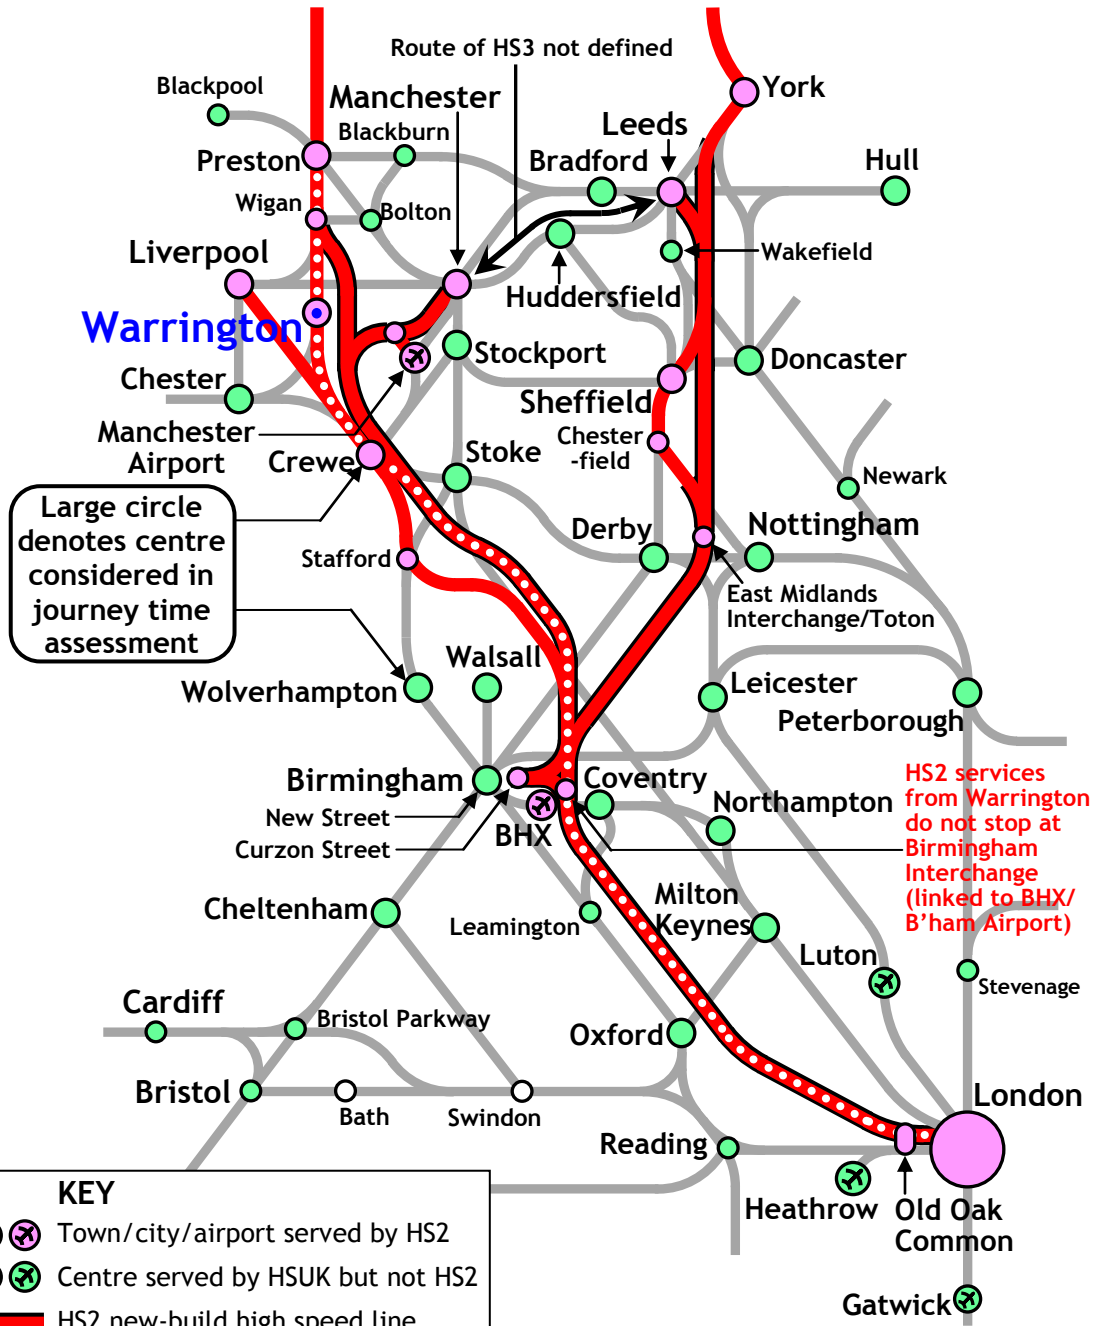 Route of HS3 not defined
York
Blackpool
Manchester
Leeds
Blackburn
Preston
Bradford
Hull
Wigan
Bolton
Liverpool
Wakefield
Huddersfield
Warrington
Stockport
Doncaster
Chester
Sheffield
Manchester
Airport
Chester
-field
Crewe
Stoke
Newark
Large circle
denotes centre
considered in
journey time
assessment
Derby
Nottingham
Stafford
East Midlands
Interchange/Toton
Walsall
Wolverhampton
Leicester
Peterborough
Birmingham
Coventry
HS2 services
from Warrington
do not stop at
Birmingham
Interchange
(linked to BHX/
B'ham Airport)
New Street
BHX
Northampton
Curzon Street
Milton
Keynes
Cheltenham
Leamington
Luton
Stevenage
Cardiff
Bristol Parkway
Oxford
Bristol
Bath
Swindon
London
Reading
Heathrow
Old Oak
Common
Gatwick
KEY
Town/city/airport served by HS2
Centre served by HSUK but not HS2
HS2 new-build high speed line